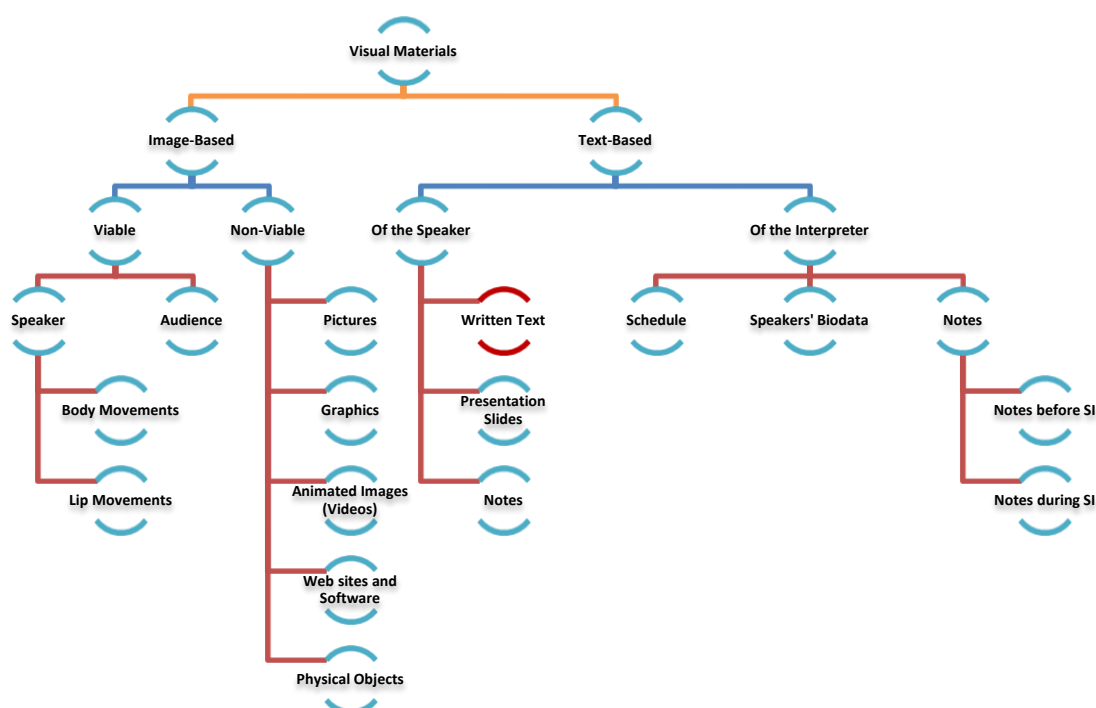 Visual Materials
Image-Based
Text-Based
Viable
Non-Viable
Of the Speaker
Of the Interpreter
Speaker
Audience
Pictures
Written Text
Schedule
Speakers' Biodata
Notes
Body Movements
Graphics
Presentation
Slides
Notes before SI
Lip Movements
Animated Images
(Videos)
Notes
Notes during SI
Web sites and
Software
Physical Objects